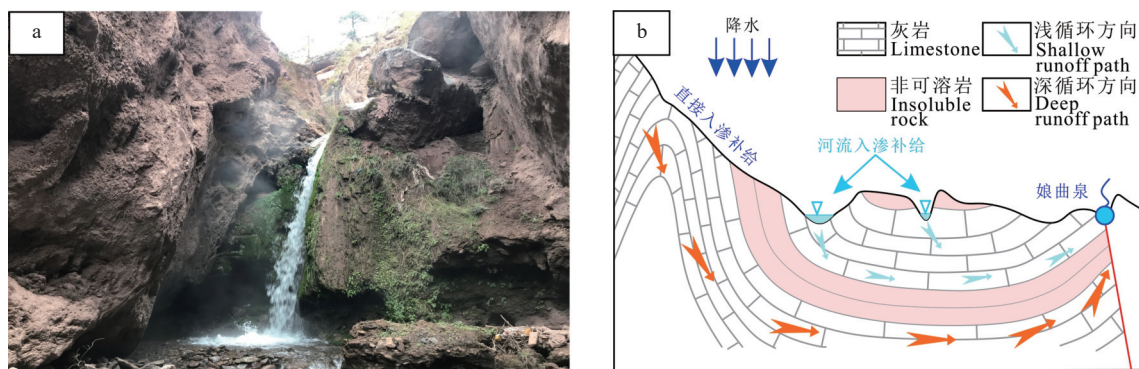 a
b
降水
灰岩
Limestone
浅循环方向
Shallow
runoff path
非可溶岩
Insoluble
rock
深循环方向
Deep
runoff path
直接入渗补给
河流入渗补给
娘曲泉